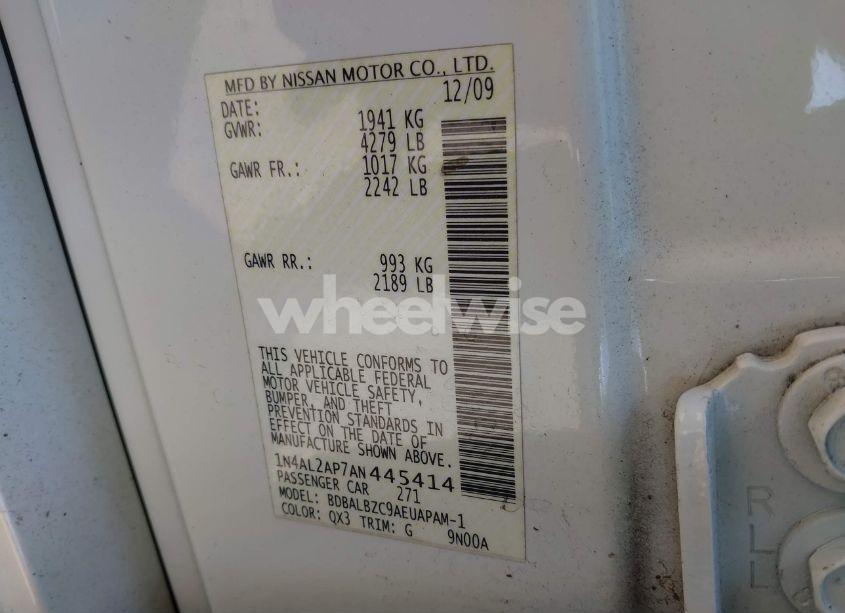 MFD BY NISSAN MOTOR CO., LTD.
DATE: 12/09
GVWR: 1941 KG
4279 LB
GAWR FR.: 1017 KG
2242 LB
GAWR RR.: 993 KG
2189 LB
wheelwise
THIS VEHICLE CONFORMS TO
ALL APPLICABLE FEDERAL
MOTOR VEHICLE SAFETY,
BUMPER, AND THEFT
PREVENTION STANDARDS IN
EFFECT ON THE DATE OF
MANUFACTURE SHOWN ABOVE.
1N4AL2AP7AN445414
PASSENGER CAR 271
MODEL: BDBALBZC9AEUAPAM-1
COLOR: QX3 TRIM: G 9N00A
R
L
L